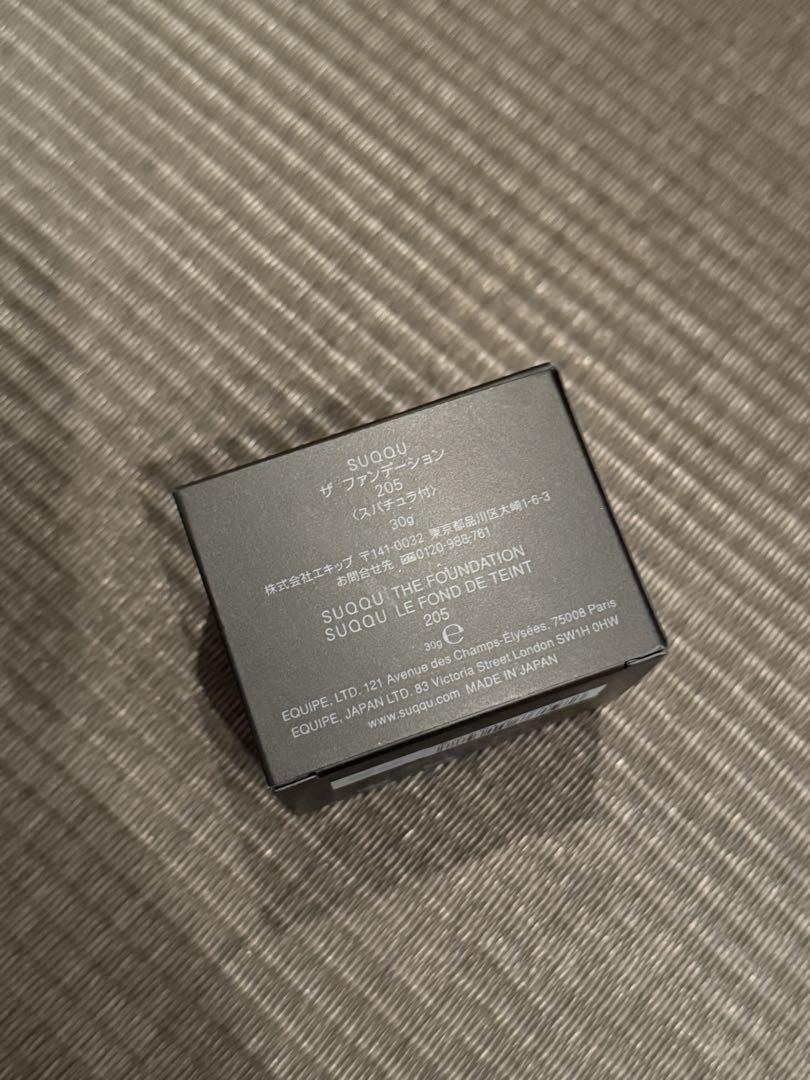 SUQQU
ザ ファンデーション
205
〈スパチュラ付〉
30g
株式会社エキップ 〒141-0032 東京都品川区大崎1-6-3
お問合せ先 0120-988-761
SUQQU THE FOUNDATION
SUQQU LE FOND DE TEINT
205
30g ℮
EQUIPE, LTD. 121 Avenue des Champs-Élysées, 75008 Paris
EQUIPE, JAPAN LTD. 83 Victoria Street London SW1H 0HW
www.suqqu.com MADE IN JAPAN